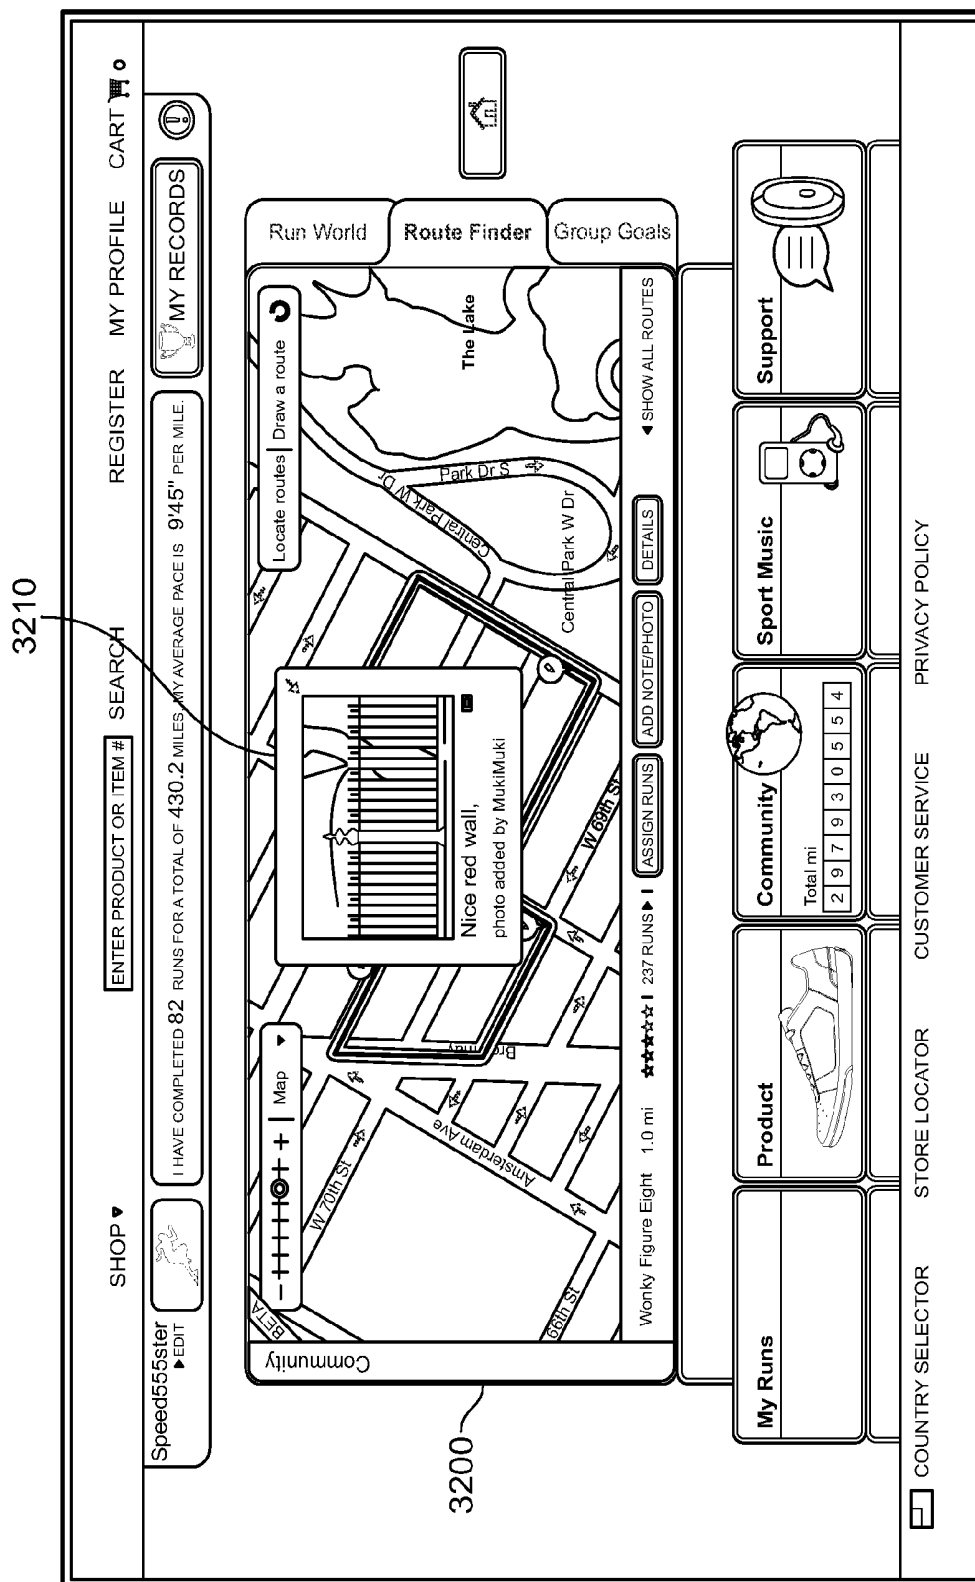 3210
SHOP ▼
ENTER PRODUCT OR ITEM #
SEARCH
REGISTER
MY PROFILE
CART 0
Speed555ster
▶EDIT
I HAVE COMPLETED 82 RUNS FOR A TOTAL OF 430.2 MILES. MY AVERAGE PACE IS 9'45" PER MILE.
MY RECORDS
3200
Community
BETA
Map ▼
Locate routes | Draw a route
Run World
Route Finder
Group Goals
W 70th St
Amsterdam Ave
66th St
W 69th St
Central Park W Dr
Park Dr S
Central Park W Dr
The Lake
Nice red wall,
photo added by MukiMuki
Wonky Figure Eight 1.0 mi ☆☆☆☆☆ I 237 RUNS▶ I ASSIGN RUNS ADD NOTE/PHOTO DETAILS ◀SHOW ALL ROUTES
My Runs
Product
Community
Total mi
2 9 7 9 3 0 5 5 4
Sport Music
Support
COUNTRY SELECTOR
STORE LOCATOR
CUSTOMER SERVICE
PRIVACY POLICY